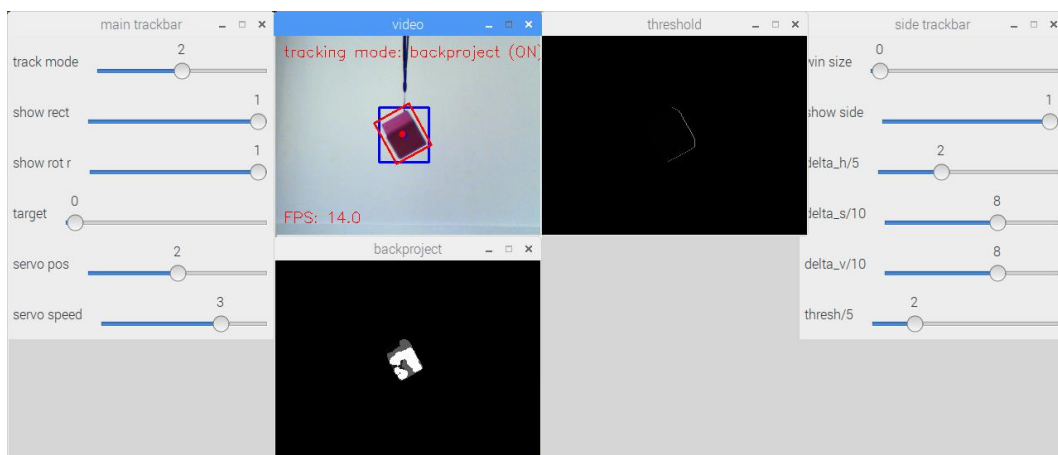 main trackbar
track mode 2
show rect 1
show rot r 1
target 0
servo pos 2
servo speed 3
video
tracking mode: backproject (ON)
FPS: 14.0
backproject
threshold
side trackbar
win size 0
show side 1
delta_h/5 2
delta_s/10 8
delta_v/10 8
thresh/5 2